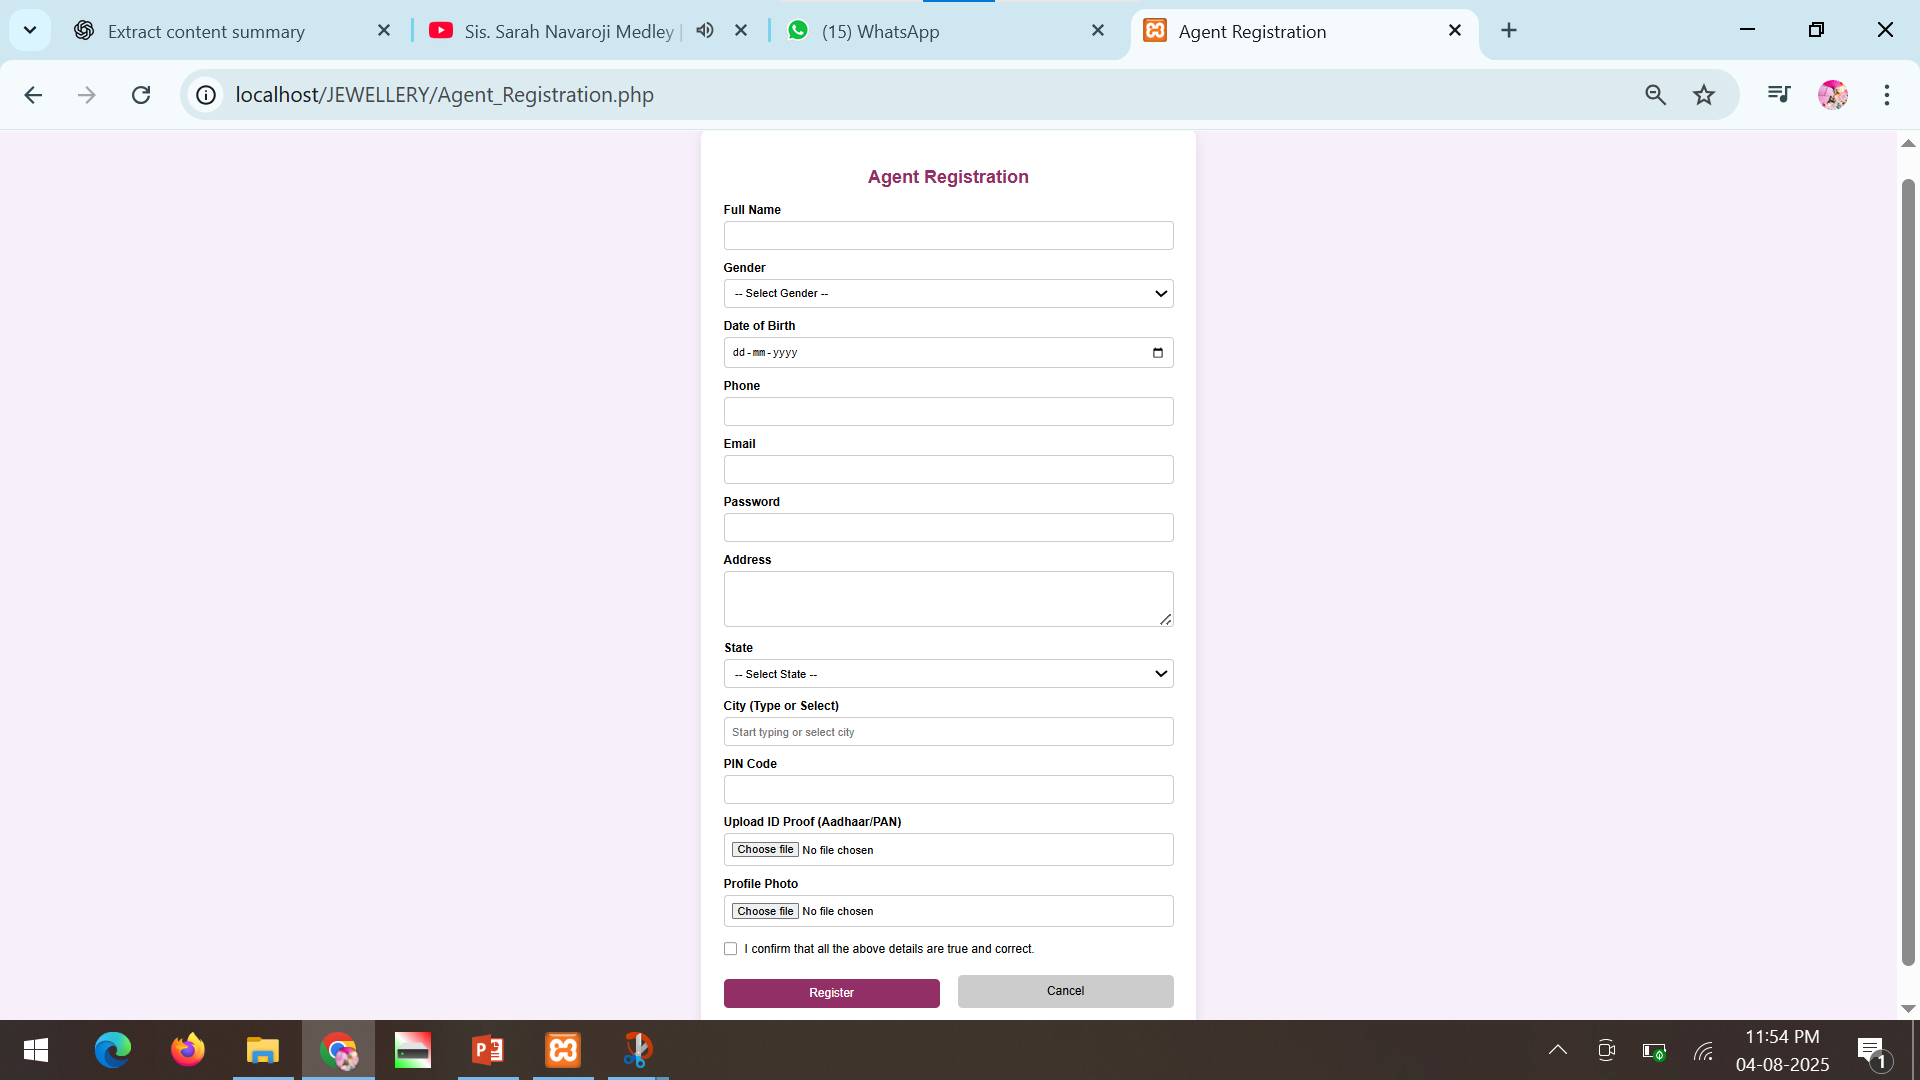 Extract content summary
Sis. Sarah Navaroji Medley
(15) WhatsApp
Agent Registration
localhost/JEWELLERY/Agent_Registration.php
Agent Registration
Full Name
Gender
-- Select Gender --
Date of Birth
dd-mm-yyyy
Phone
Email
Password
Address
State
-- Select State --
City (Type or Select)
Start typing or select city
PIN Code
Upload ID Proof (Aadhaar/PAN)
Choose file No file chosen
Profile Photo
Choose file No file chosen
I confirm that all the above details are true and correct.
Register
Cancel
11:54 PM
04-08-2025
1